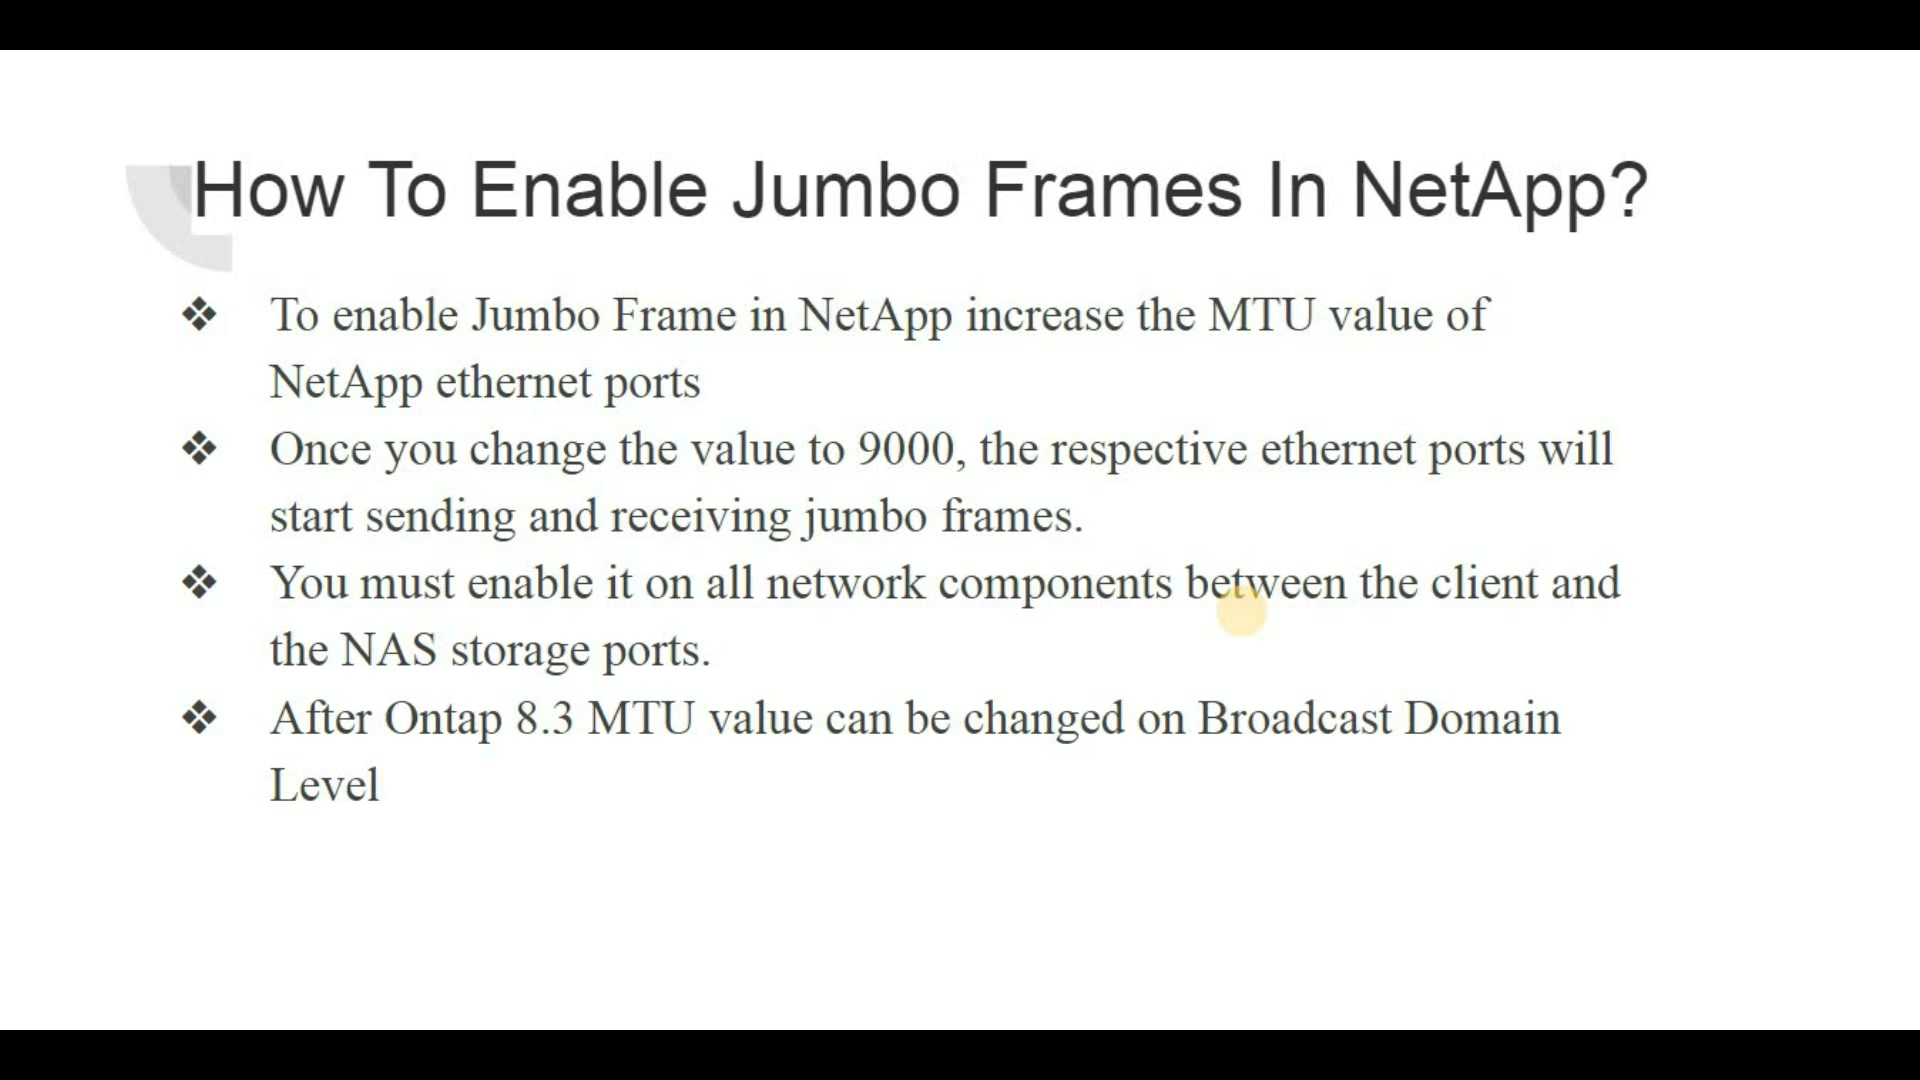 How To Enable Jumbo Frames In NetApp?
❖ To enable Jumbo Frame in NetApp increase the MTU value of
NetApp ethernet ports
❖ Once you change the value to 9000, the respective ethernet ports will
start sending and receiving jumbo frames.
❖ You must enable it on all network components between the client and
the NAS storage ports.
❖ After Ontap 8.3 MTU value can be changed on Broadcast Domain
Level